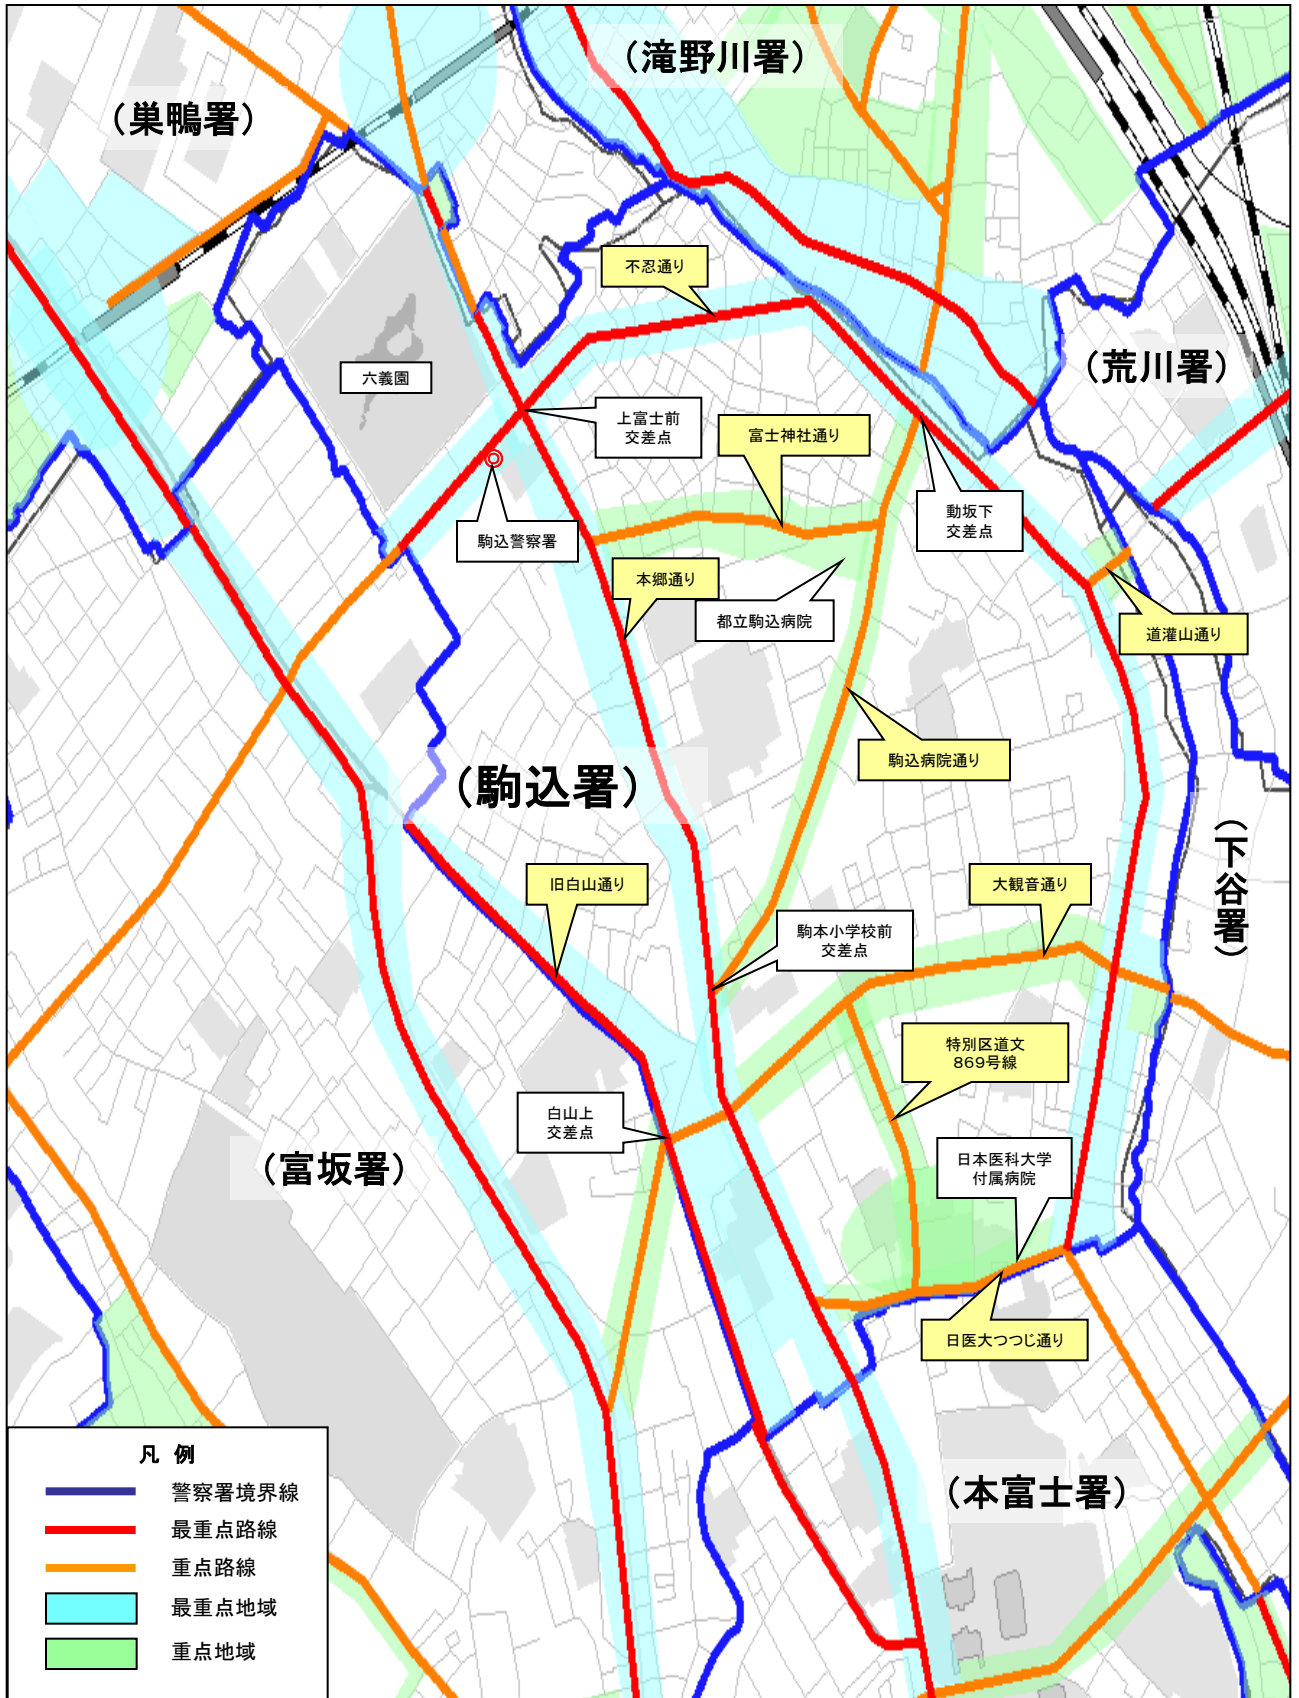 （滝野川署）
（巣鴨署）
不忍通り
（荒川署）
六義園
上富士前
交差点
富士神社通り
動坂下
交差点
駒込警察署
本郷通り
都立駒込病院
道灌山通り
駒込病院通り
（駒込署）
（下谷署）
旧白山通り
大観音通り
駒本小学校前
交差点
特別区道文
869号線
白山上
交差点
（富坂署）
日本医科大学
付属病院
日医大つつじ通り
（本富士署）
凡 例
警察署境界線
最重点路線
重点路線
最重点地域
重点地域